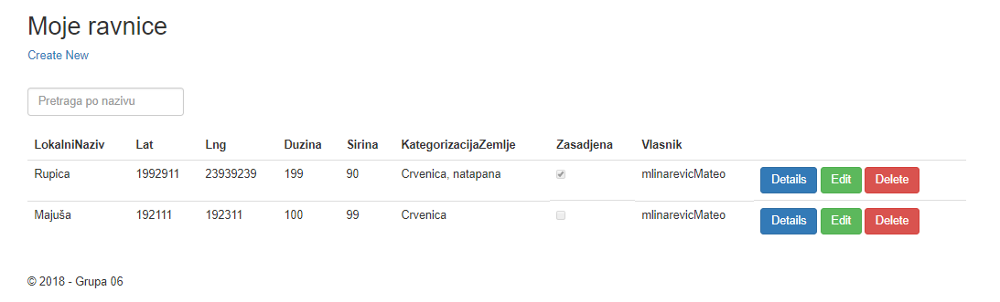 Moje ravnice
Create New
Pretraga po nazivu
LokalniNaziv Lat Lng Duzina Sirina KategorizacijaZemlje Zasadjena Vlasnik
Rupica 1992911 23939239 199 90 Crvenica, natapana mlinarevicMateo Details Edit Delete
Majuša 192111 192311 100 99 Crvenica mlinarevicMateo Details Edit Delete
© 2018 - Grupa 06